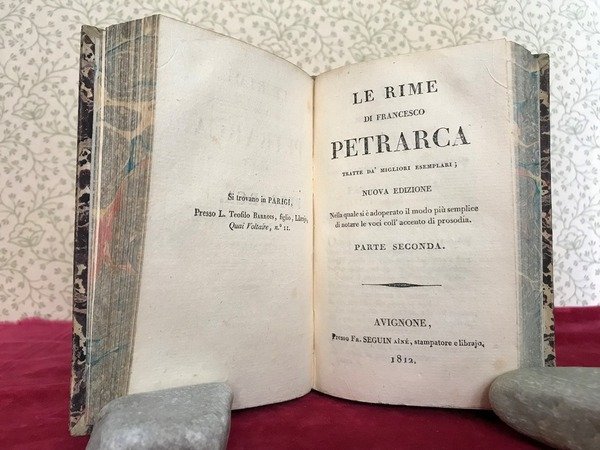 Si trovano in PARIGI,
Presso L. Teofilo BARROIS, figlio, Librajo,
Quai Voltaire, n.º 11.
LE RIME
DI FRANCESCO
PETRARCA
TRATTE DA' MIGLIORI ESEMPLARI;
NUOVA EDIZIONE
Nella quale si è adoperato il modo più semplice
di notare le voci coll' accento di prosodia.
PARTE SECONDA.
AVIGNONE,
Presso FR. SEGUIN AÎNÉ, stampatore e librajo,
1812.